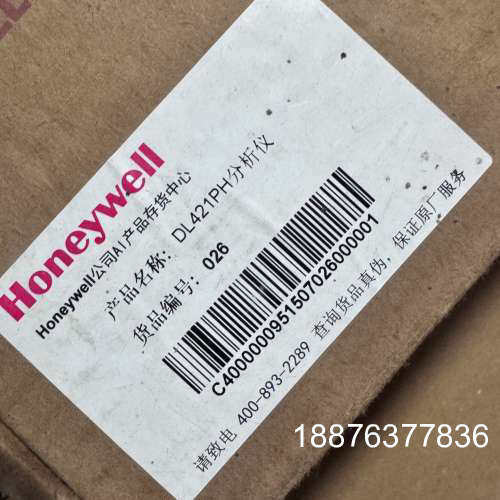 Honeywell
Honeywell公司AI产品存货中心
产品名称: DL421PH分析仪
货品编号: 026
C4000000951507026000001
请致电 400-893-2289 查询货品真伪，保证原厂服务
18876377836